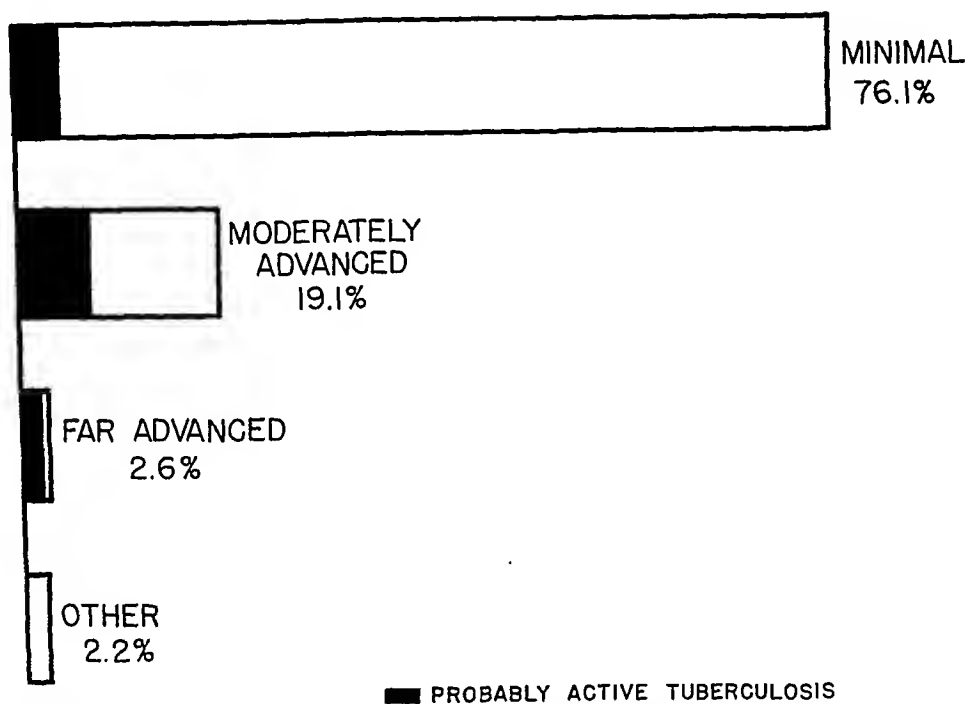 MINIMAL
76.1%
MODERATELY
ADVANCED
19.1%
FAR ADVANCED
2.6%
OTHER
2.2%
PROBABLY ACTIVE TUBERCULOSIS